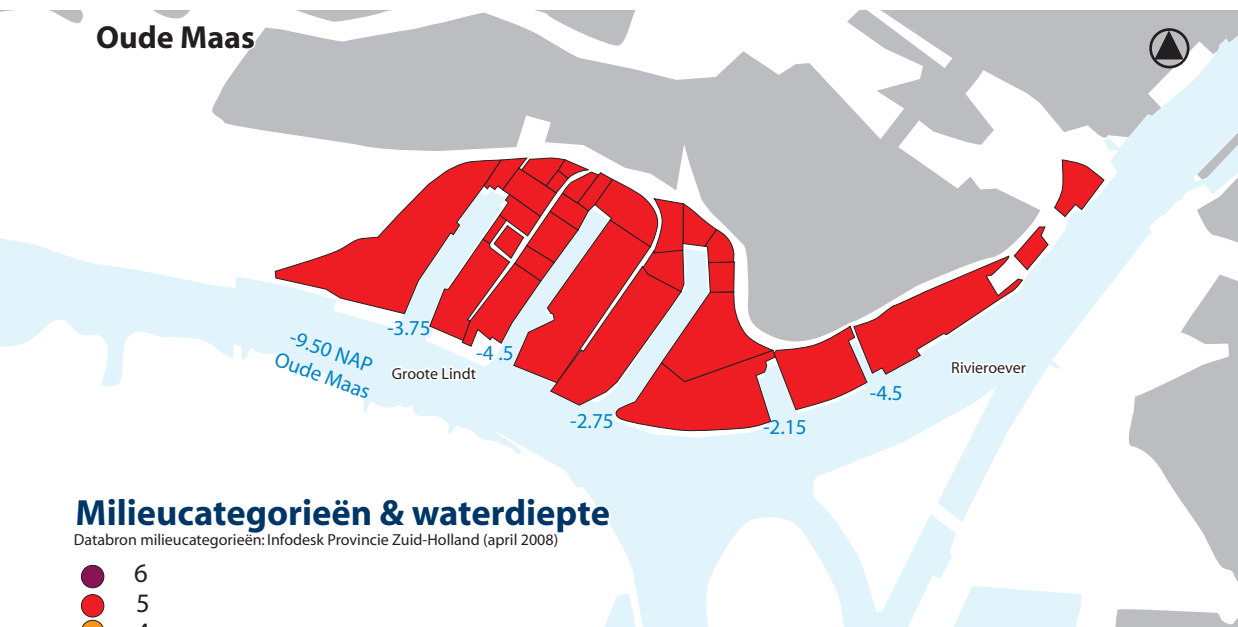 Oude Maas
-3.75
-9.50 NAP
Oude Maas
-4 .5
Groote Lindt
Rivieroever
-4.5
-2.75
-2.15
Milieucategorieën & waterdiepte
Databron milieucategorieën: Infodesk Provincie Zuid-Holland (april 2008)
6
5
4